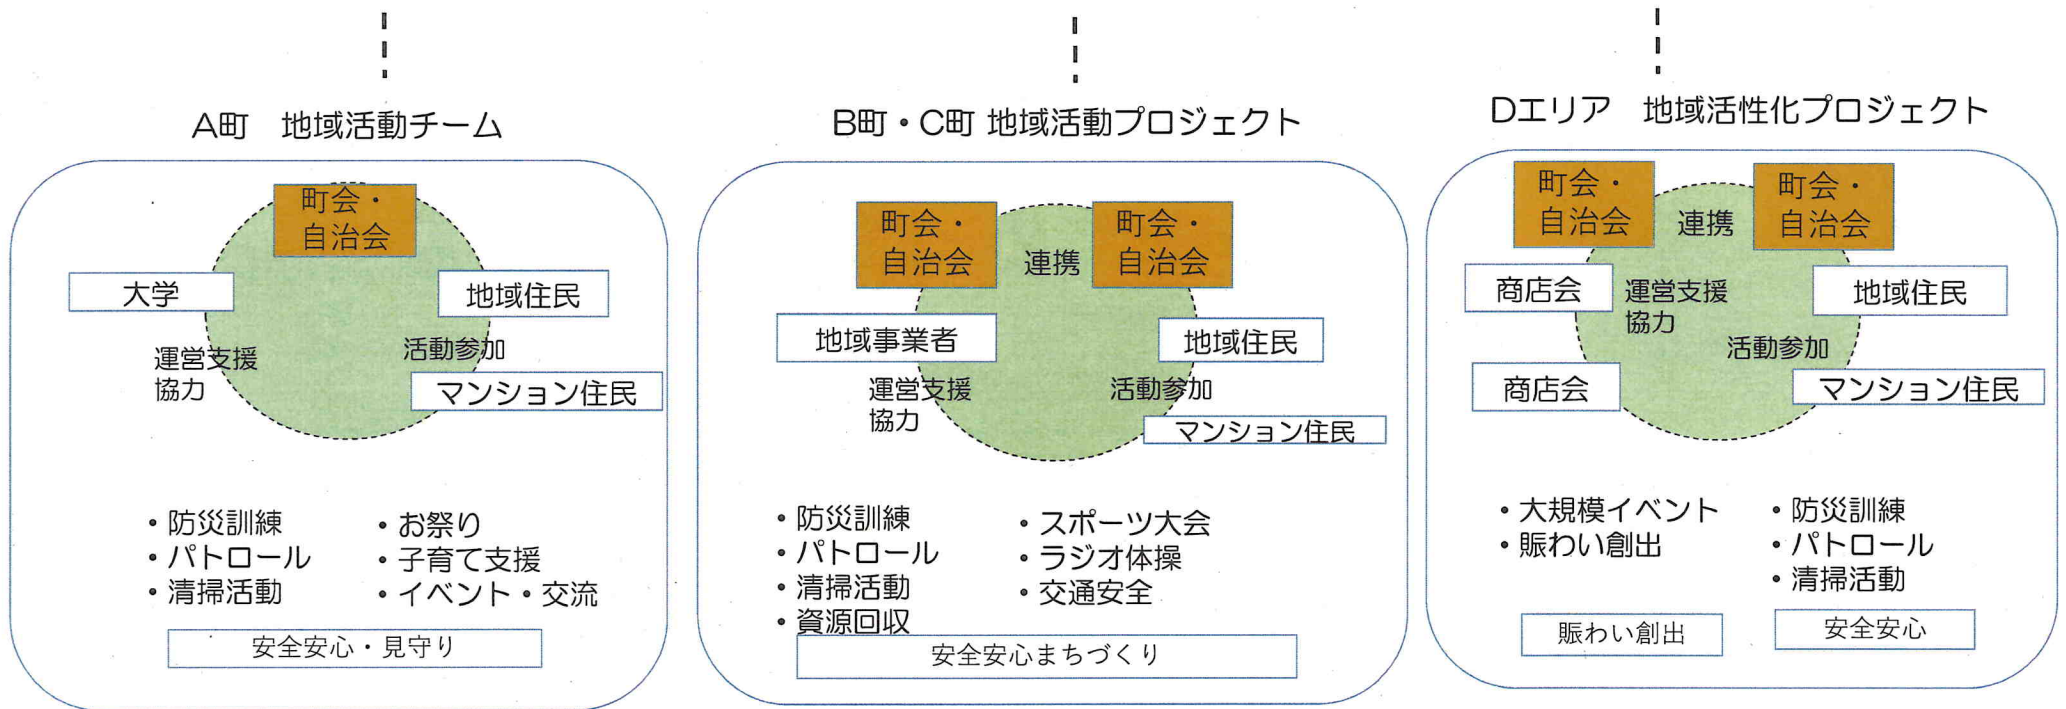 A町　地域活動チーム
町会・
自治会
大学
地域住民
運営支援
協力
活動参加
マンション住民
・防災訓練
・パトロール
・清掃活動
・お祭り
・子育て支援
・イベント・交流
安全安心・見守り
B町・C町 地域活動プロジェクト
町会・
自治会
連携
町会・
自治会
地域事業者
地域住民
運営支援
協力
活動参加
マンション住民
・防災訓練
・パトロール
・清掃活動
・資源回収
・スポーツ大会
・ラジオ体操
・交通安全
安全安心まちづくり
Dエリア　地域活性化プロジェクト
町会・
自治会
連携
町会・
自治会
商店会
運営支援
協力
地域住民
活動参加
商店会
マンション住民
・大規模イベント
・賑わい創出
・防災訓練
・パトロール
・清掃活動
賑わい創出
安全安心